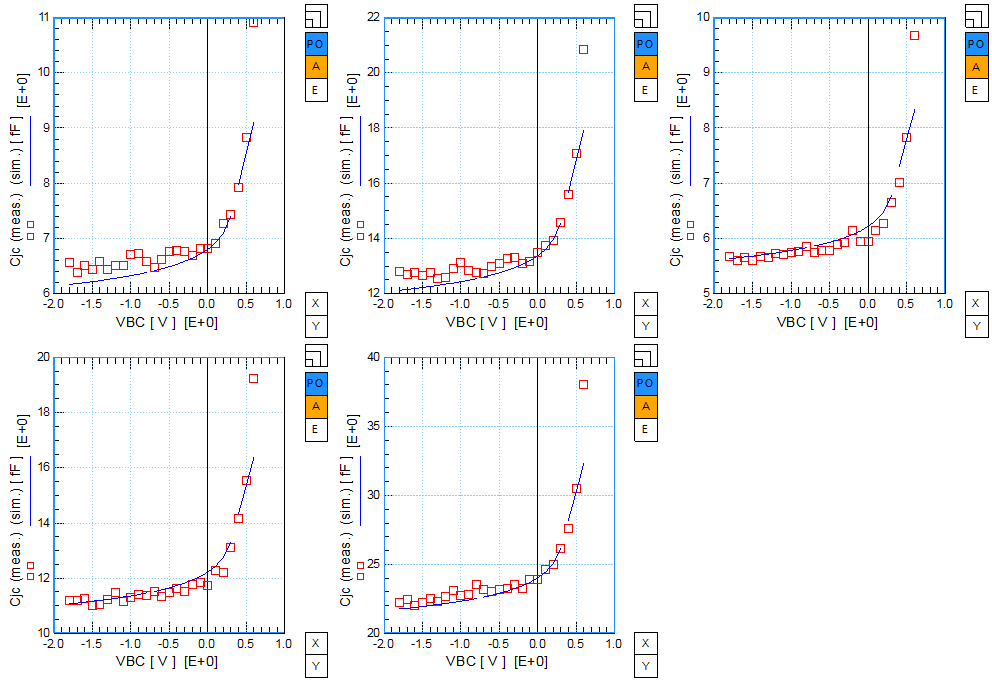 11
10
9
8
7
6
-2.0 -1.5 -1.0 -0.5 0.0 0.5 1.0
VBC [ V ] [E+0]
Cjc (meas.) (sim.) [ fF ] [E+0]
PO
A
E
X
Y
22
20
18
16
14
12
-2.0 -1.5 -1.0 -0.5 0.0 0.5 1.0
VBC [ V ] [E+0]
Cjc (meas.) (sim.) [ fF ] [E+0]
PO
A
E
X
Y
10
9
8
7
6
5
-2.0 -1.5 -1.0 -0.5 0.0 0.5 1.0
VBC [ V ] [E+0]
Cjc (meas.) (sim.) [ fF ] [E+0]
PO
A
E
X
Y
20
18
16
14
12
10
-2.0 -1.5 -1.0 -0.5 0.0 0.5 1.0
VBC [ V ] [E+0]
Cjc (meas.) (sim.) [ fF ] [E+0]
PO
A
E
X
Y
40
35
30
25
20
-2.0 -1.5 -1.0 -0.5 0.0 0.5 1.0
VBC [ V ] [E+0]
Cjc (meas.) (sim.) [ fF ] [E+0]
PO
A
E
X
Y